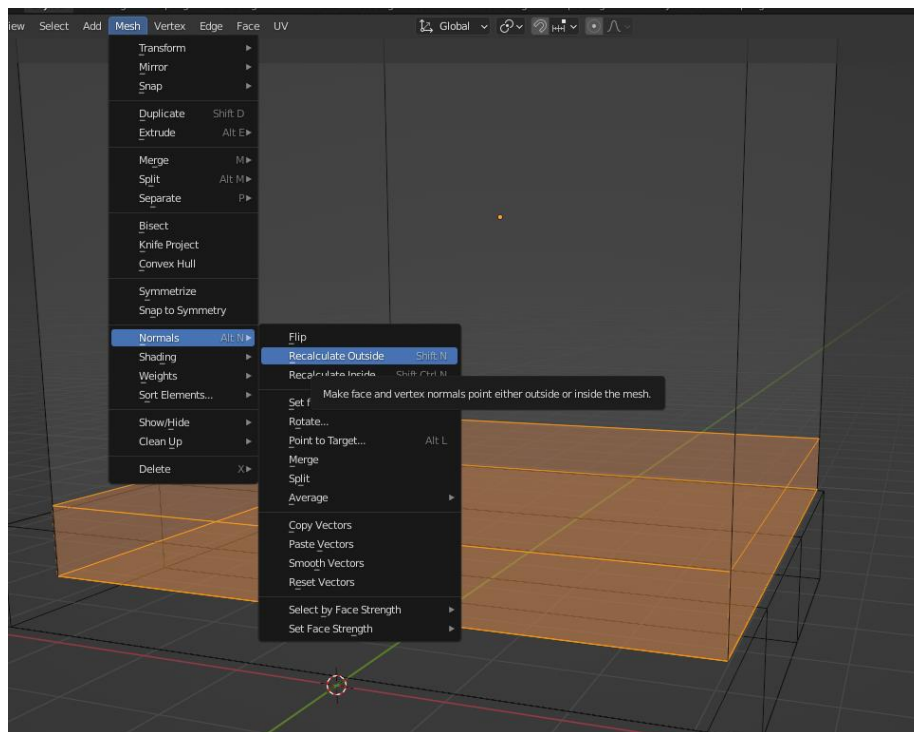 iew Select Add Mesh Vertex Edge Face UV Global
Transform
Mirror
Snap
Duplicate Shift D
Extrude Alt E
Merge M
Split Alt M
Separate P
Bisect
Knife Project
Convex Hull
Symmetrize
Snap to Symmetry
Normals Alt N
Shading
Weights
Sort Elements...
Show/Hide
Clean Up
Delete X
Flip
Recalculate Outside Shift N
Recalculate Inside Shift Ctrl N
Make face and vertex normals point either outside or inside the mesh.
Set f
Rotate...
Point to Target... Alt L
Merge
Split
Average
Copy Vectors
Paste Vectors
Smooth Vectors
Reset Vectors
Select by Face Strength
Set Face Strength